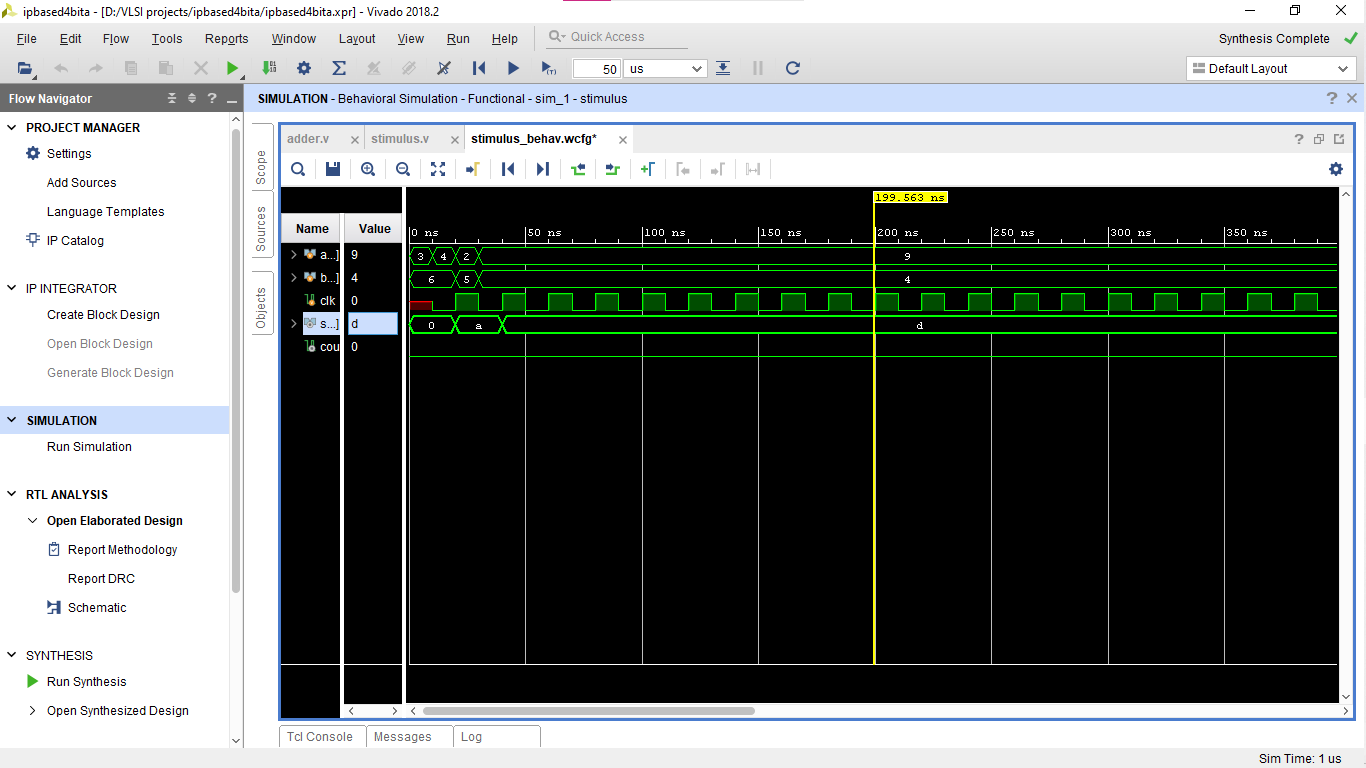 ipbased4bita - [D:/VLSI projects/ipbased4bita/ipbased4bita.xpr] - Vivado 2018.2
File Edit Flow Tools Reports Window Layout View Run Help Quick Access Synthesis Complete
50 us Default Layout
Flow Navigator
SIMULATION - Behavioral Simulation - Functional - sim_1 - stimulus
PROJECT MANAGER
Settings
Add Sources
Language Templates
IP Catalog
IP INTEGRATOR
Create Block Design
Open Block Design
Generate Block Design
SIMULATION
Run Simulation
RTL ANALYSIS
Open Elaborated Design
Report Methodology
Report DRC
Schematic
SYNTHESIS
Run Synthesis
Open Synthesized Design
Scope
Sources
Objects
adder.v stimulus.v stimulus_behav.wcfg*
199.563 ns
Name Value 0 ns 50 ns 100 ns 150 ns 200 ns 250 ns 300 ns 350 ns
a...] 9 3 4 2 9
b...] 4 6 5 4
clk 0
s...] d 0 a d
cou 0
Tcl Console Messages Log
Sim Time: 1 us